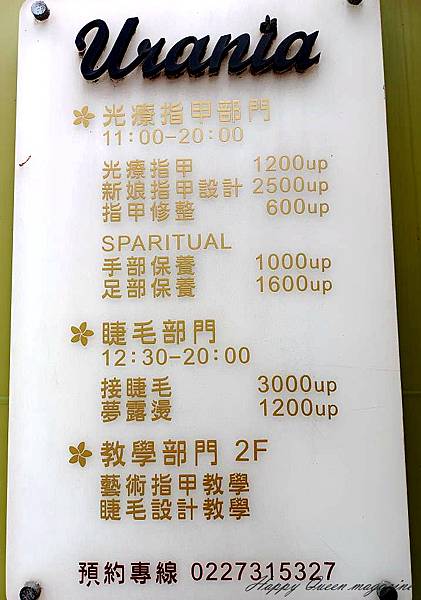 Urania
光療指甲部門
11:00-20:00
光療指甲 1200up
新娘指甲設計 2500up
指甲修整 600up
SPARITUAL
手部保養 1000up
足部保養 1600up
睫毛部門
12:30-20:00
接睫毛 3000up
夢露燙 1200up
教學部門 2F
藝術指甲教學
睫毛設計教學
預約專線 0227315327
Happy Queen magazine